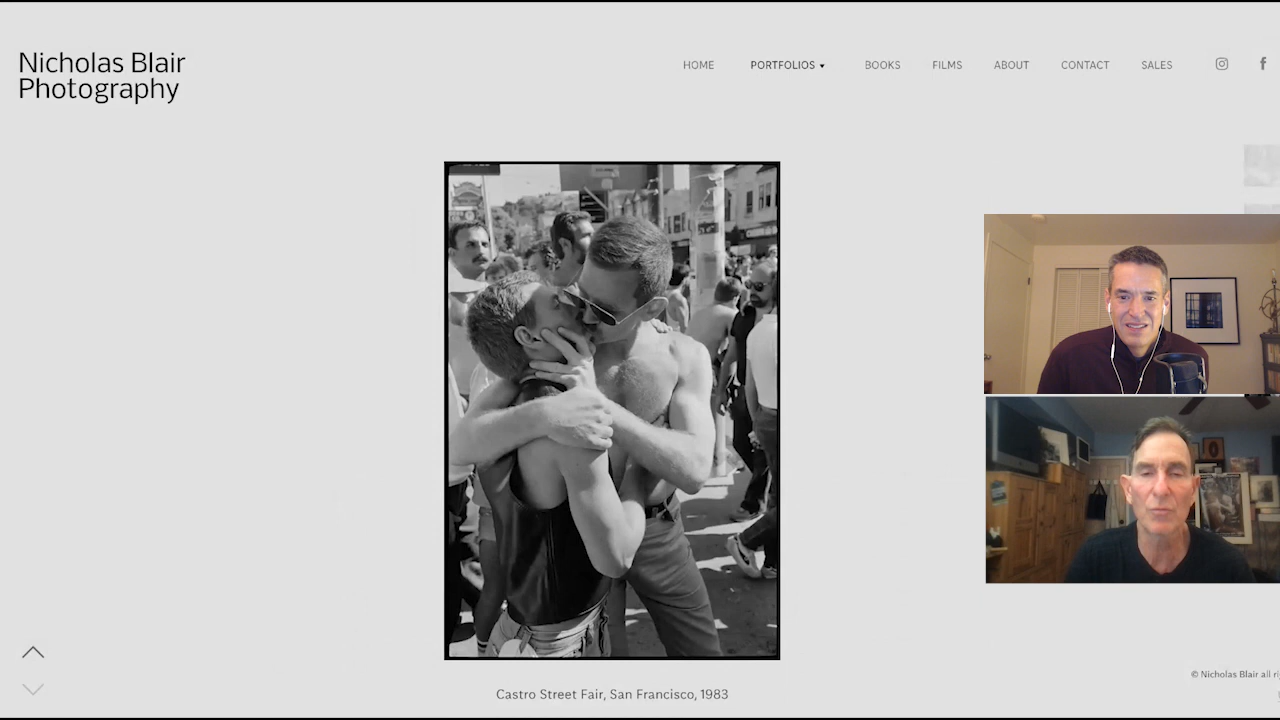 Nicholas Blair
Photography
HOME PORTFOLIOS ▾ BOOKS FILMS ABOUT CONTACT SALES
Castro Street Fair, San Francisco, 1983
© Nicholas Blair all